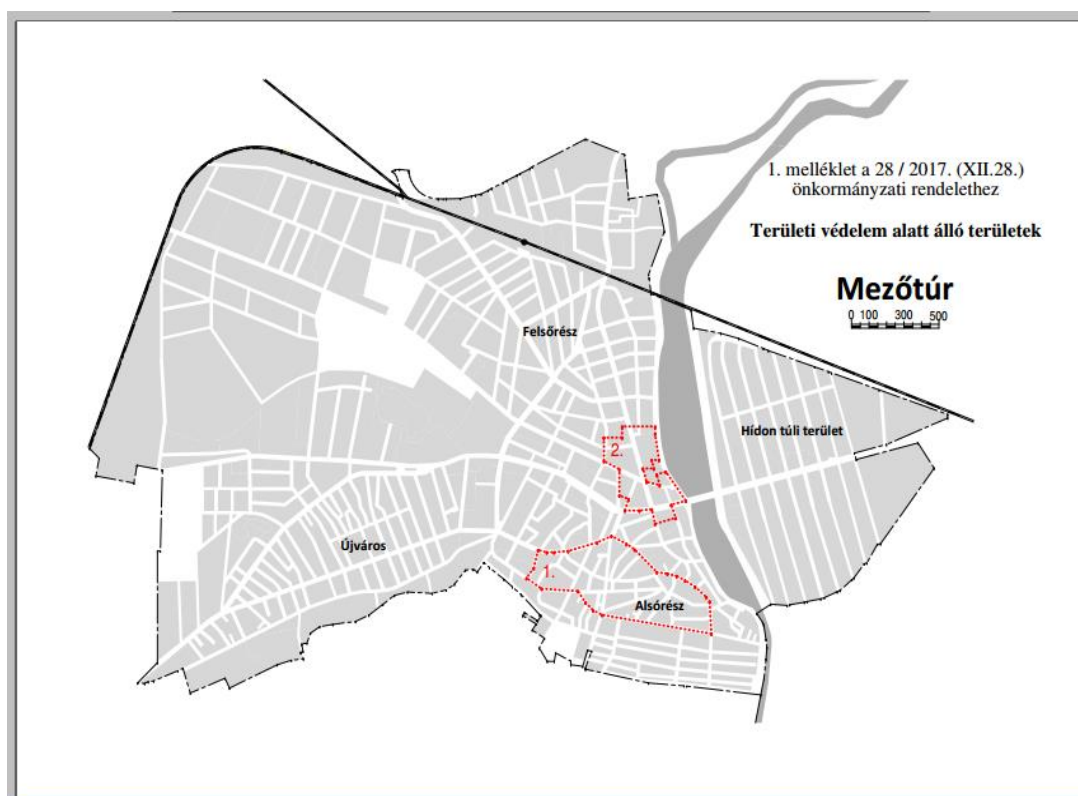 1. melléklet a 28 / 2017. (XII.28.)
önkormányzati rendelethez
Területi védelem alatt álló területek
Mezőtúr
0 100 300 500
Felsőrész
Hídon túli terület
2.
Újváros
1.
Alsórész